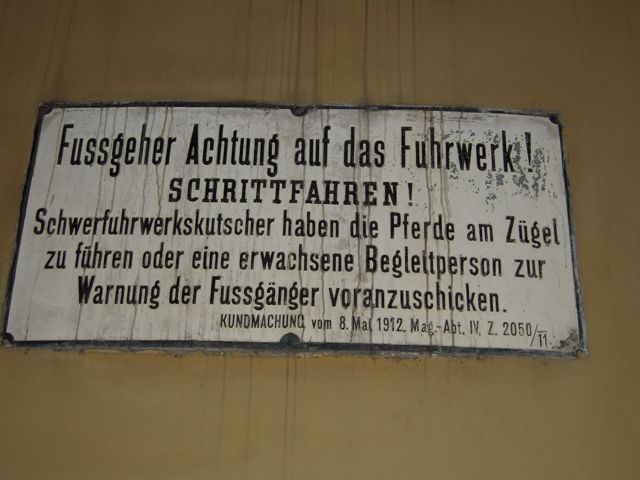 Fussgeher Achtung auf das Fuhrwerk!
SCHRITTFAHREN!
Schwerfuhrwerkskutscher haben die Pferde am Zügel
zu führen oder eine erwachsene Begleitperson zur
Warnung der Fussgänger voranzuschicken.
KUNDMACHUNG vom 8. Mai 1912, Mag.-Abt. IV, Z. 2050/11.